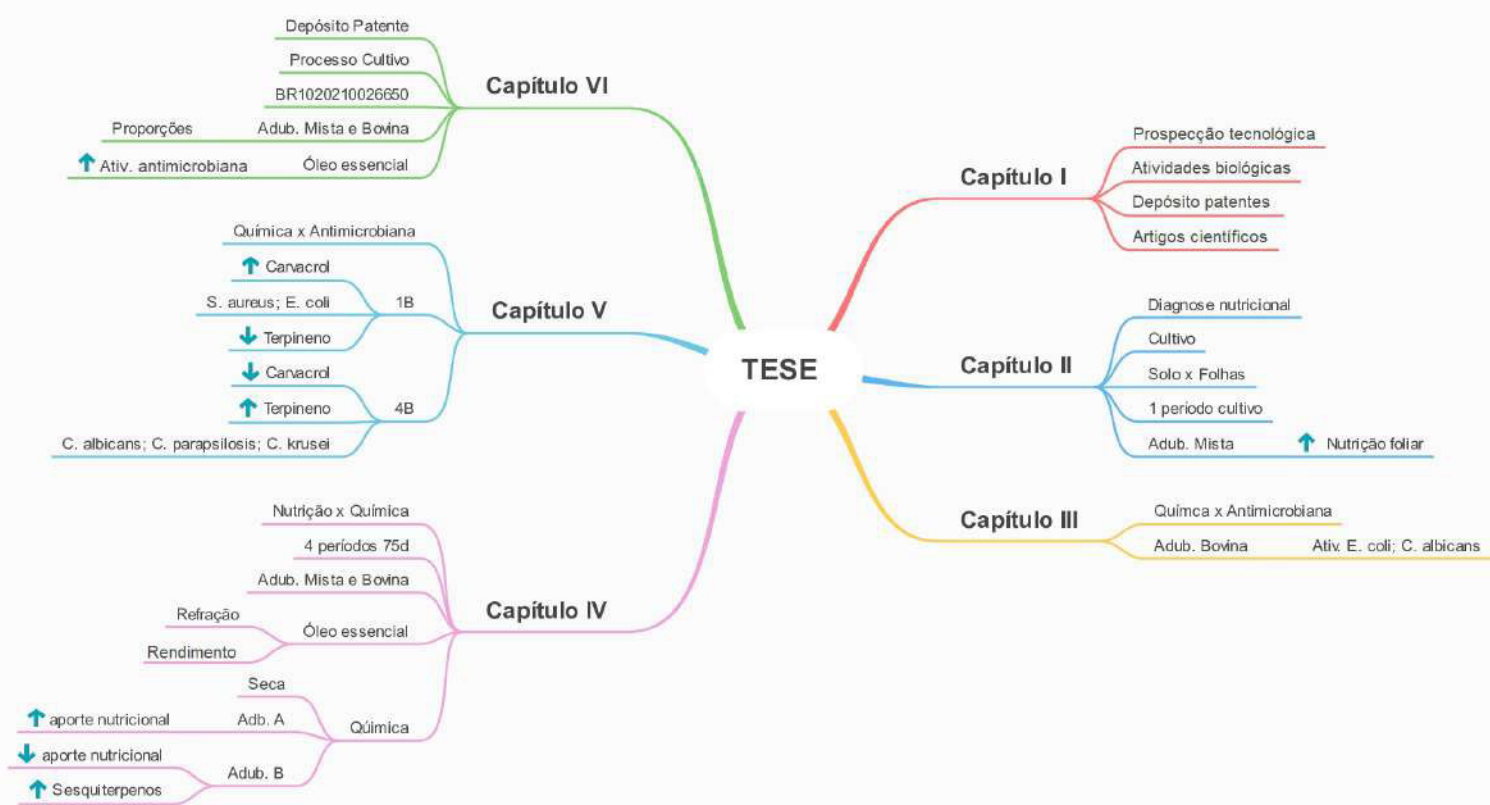 TESE
Capítulo I
Prospecção tecnológica
Atividades biológicas
Depósito patentes
Artigos científicos
Capítulo II
Diagnose nutricional
Cultivo
Solo x Folhas
1 período cultivo
Adub. Mista
Nutrição foliar
Capítulo III
Químca x Antimicrobiana
Adub. Bovina
Ativ. E. coli; C. albicans
Capítulo IV
Nutrição x Química
4 períodos 75d
Adub. Mista e Bovina
Óleo essencial
Refração
Rendimento
Qúimica
Seca
Adb. A
aporte nutricional
Adub. B
aporte nutricional
Sesquiterpenos
Capítulo V
Química x Antimicrobiana
1B
Carvacrol
S. aureus; E. coli
Terpineno
4B
Carvacrol
Terpineno
C. albicans; C. parapsilosis; C. krusei
Capítulo VI
Depósito Patente
Processo Cultivo
BR1020210026650
Adub. Mista e Bovina
Proporções
Óleo essencial
Ativ. antimicrobiana